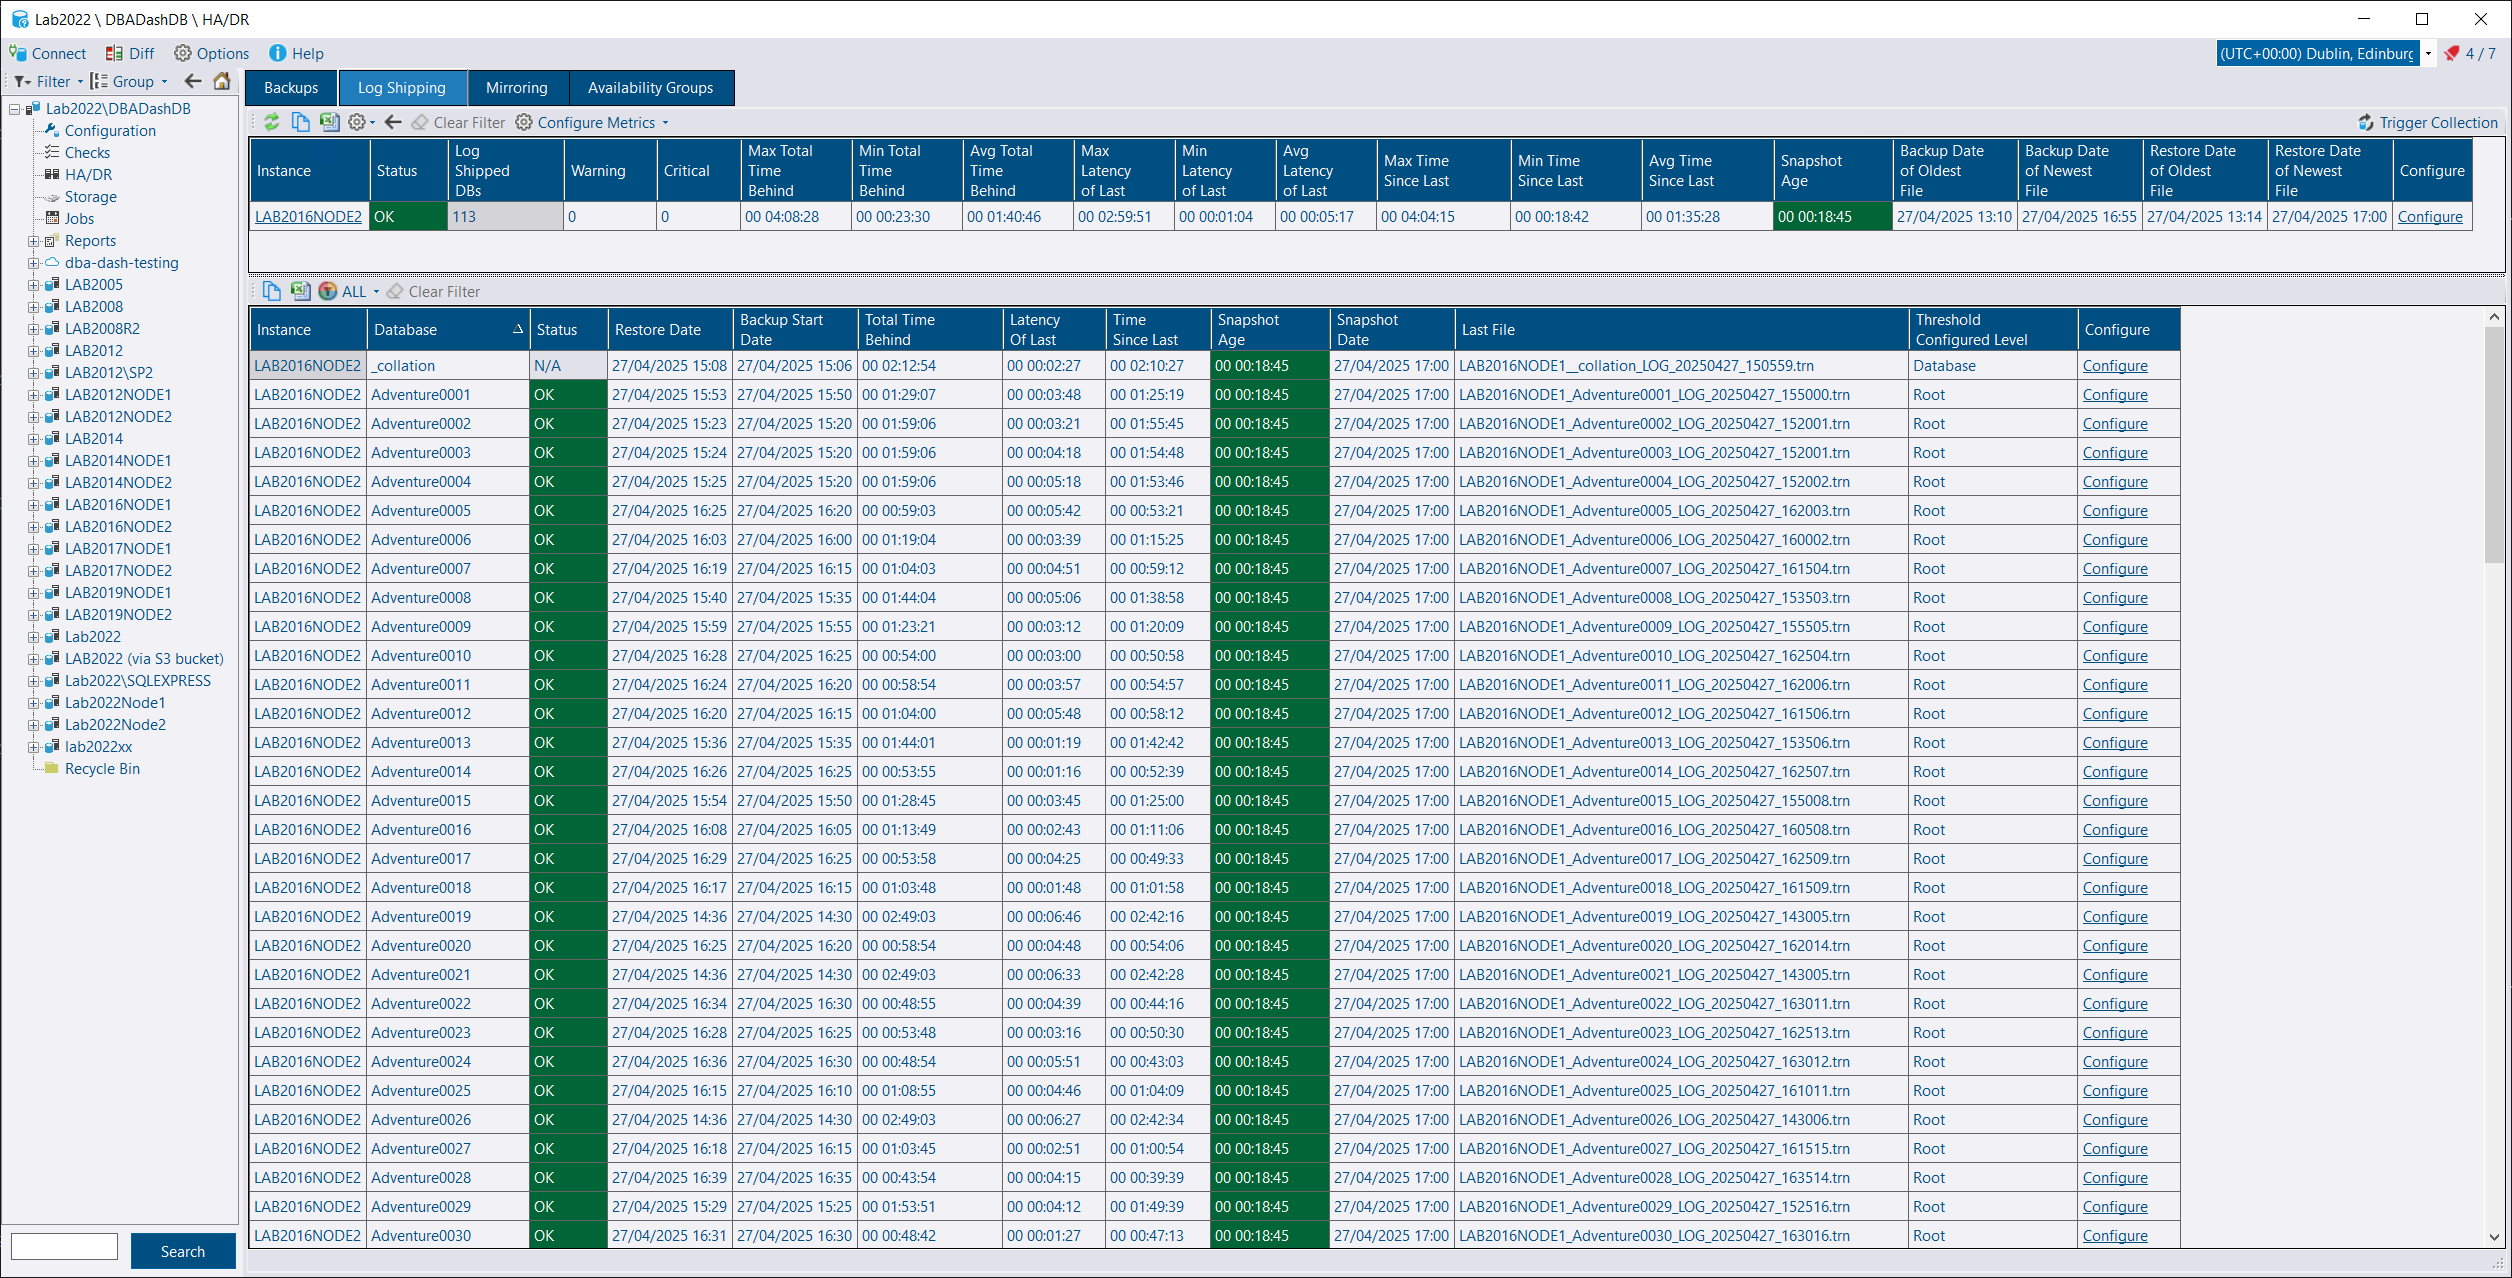 Lab2022 \ DBADashDB \ HA/DR
Connect Diff Options Help (UTC+00:00) Dublin, Edinburg 4 / 7
Filter Group
Backups Log Shipping Mirroring Availability Groups
Lab2022\DBADashDB
Configuration
Checks
HA/DR
Storage
Jobs
Reports
dba-dash-testing
LAB2005
LAB2008
LAB2008R2
LAB2012
LAB2012\SP2
LAB2012NODE1
LAB2012NODE2
LAB2014
LAB2014NODE1
LAB2014NODE2
LAB2016NODE1
LAB2016NODE2
LAB2017NODE1
LAB2017NODE2
LAB2019NODE1
LAB2019NODE2
Lab2022
LAB2022 (via S3 bucket)
Lab2022\SQLEXPRESS
Lab2022Node1
Lab2022Node2
lab2022xx
Recycle Bin
Search
Clear Filter Configure Metrics Trigger Collection
Instance Status Log Shipped DBs Warning Critical Max Total Time Behind Min Total Time Behind Avg Total Time Behind Max Latency of Last Min Latency of Last Avg Latency of Last Max Time Since Last Min Time Since Last Avg Time Since Last Snapshot Age Backup Date of Oldest File Backup Date of Newest File Restore Date of Oldest File Restore Date of Newest File Configure
LAB2016NODE2 OK 113 0 0 00 04:08:28 00 00:23:30 00 01:40:46 00 02:59:51 00 00:01:04 00 00:05:17 00 04:04:15 00 00:18:42 00 01:35:28 00 00:18:45 27/04/2025 13:10 27/04/2025 16:55 27/04/2025 13:14 27/04/2025 17:00 Configure
ALL Clear Filter
Instance Database Status Restore Date Backup Start Date Total Time Behind Latency Of Last Time Since Last Snapshot Age Snapshot Date Last File Threshold Configured Level Configure
LAB2016NODE2 _collation N/A 27/04/2025 15:08 27/04/2025 15:06 00 02:12:54 00 00:02:27 00 02:10:27 00 00:18:45 27/04/2025 17:00 LAB2016NODE1__collation_LOG_20250427_150559.trn Database Configure
LAB2016NODE2 Adventure0001 OK 27/04/2025 15:53 27/04/2025 15:50 00 01:29:07 00 00:03:48 00 01:25:19 00 00:18:45 27/04/2025 17:00 LAB2016NODE1_Adventure0001_LOG_20250427_155000.trn Root Configure
LAB2016NODE2 Adventure0002 OK 27/04/2025 15:23 27/04/2025 15:20 00 01:59:06 00 00:03:21 00 01:55:45 00 00:18:45 27/04/2025 17:00 LAB2016NODE1_Adventure0002_LOG_20250427_152001.trn Root Configure
LAB2016NODE2 Adventure0003 OK 27/04/2025 15:24 27/04/2025 15:20 00 01:59:06 00 00:04:18 00 01:54:48 00 00:18:45 27/04/2025 17:00 LAB2016NODE1_Adventure0003_LOG_20250427_152001.trn Root Configure
LAB2016NODE2 Adventure0004 OK 27/04/2025 15:25 27/04/2025 15:20 00 01:59:06 00 00:05:18 00 01:53:46 00 00:18:45 27/04/2025 17:00 LAB2016NODE1_Adventure0004_LOG_20250427_152002.trn Root Configure
LAB2016NODE2 Adventure0005 OK 27/04/2025 16:25 27/04/2025 16:20 00 00:59:03 00 00:05:42 00 00:53:21 00 00:18:45 27/04/2025 17:00 LAB2016NODE1_Adventure0005_LOG_20250427_162003.trn Root Configure
LAB2016NODE2 Adventure0006 OK 27/04/2025 16:03 27/04/2025 16:00 00 01:19:04 00 00:03:39 00 01:15:25 00 00:18:45 27/04/2025 17:00 LAB2016NODE1_Adventure0006_LOG_20250427_160002.trn Root Configure
LAB2016NODE2 Adventure0007 OK 27/04/2025 16:19 27/04/2025 16:15 00 01:04:03 00 00:04:51 00 00:59:12 00 00:18:45 27/04/2025 17:00 LAB2016NODE1_Adventure0007_LOG_20250427_161504.trn Root Configure
LAB2016NODE2 Adventure0008 OK 27/04/2025 15:40 27/04/2025 15:35 00 01:44:04 00 00:05:06 00 01:38:58 00 00:18:45 27/04/2025 17:00 LAB2016NODE1_Adventure0008_LOG_20250427_153503.trn Root Configure
LAB2016NODE2 Adventure0009 OK 27/04/2025 15:59 27/04/2025 15:55 00 01:23:21 00 00:03:12 00 01:20:09 00 00:18:45 27/04/2025 17:00 LAB2016NODE1_Adventure0009_LOG_20250427_155505.trn Root Configure
LAB2016NODE2 Adventure0010 OK 27/04/2025 16:28 27/04/2025 16:25 00 00:54:00 00 00:03:00 00 00:50:58 00 00:18:45 27/04/2025 17:00 LAB2016NODE1_Adventure0010_LOG_20250427_162504.trn Root Configure
LAB2016NODE2 Adventure0011 OK 27/04/2025 16:24 27/04/2025 16:20 00 00:58:54 00 00:03:57 00 00:54:57 00 00:18:45 27/04/2025 17:00 LAB2016NODE1_Adventure0011_LOG_20250427_162006.trn Root Configure
LAB2016NODE2 Adventure0012 OK 27/04/2025 16:20 27/04/2025 16:15 00 01:04:00 00 00:05:48 00 00:58:12 00 00:18:45 27/04/2025 17:00 LAB2016NODE1_Adventure0012_LOG_20250427_161506.trn Root Configure
LAB2016NODE2 Adventure0013 OK 27/04/2025 15:36 27/04/2025 15:35 00 01:44:01 00 00:01:19 00 01:42:42 00 00:18:45 27/04/2025 17:00 LAB2016NODE1_Adventure0013_LOG_20250427_153506.trn Root Configure
LAB2016NODE2 Adventure0014 OK 27/04/2025 16:26 27/04/2025 16:25 00 00:53:55 00 00:01:16 00 00:52:39 00 00:18:45 27/04/2025 17:00 LAB2016NODE1_Adventure0014_LOG_20250427_162507.trn Root Configure
LAB2016NODE2 Adventure0015 OK 27/04/2025 15:54 27/04/2025 15:50 00 01:28:45 00 00:03:45 00 01:25:00 00 00:18:45 27/04/2025 17:00 LAB2016NODE1_Adventure0015_LOG_20250427_155008.trn Root Configure
LAB2016NODE2 Adventure0016 OK 27/04/2025 16:08 27/04/2025 16:05 00 01:13:49 00 00:02:43 00 01:11:06 00 00:18:45 27/04/2025 17:00 LAB2016NODE1_Adventure0016_LOG_20250427_160508.trn Root Configure
LAB2016NODE2 Adventure0017 OK 27/04/2025 16:29 27/04/2025 16:25 00 00:53:58 00 00:04:25 00 00:49:33 00 00:18:45 27/04/2025 17:00 LAB2016NODE1_Adventure0017_LOG_20250427_162509.trn Root Configure
LAB2016NODE2 Adventure0018 OK 27/04/2025 16:17 27/04/2025 16:15 00 01:03:48 00 00:01:48 00 01:01:58 00 00:18:45 27/04/2025 17:00 LAB2016NODE1_Adventure0018_LOG_20250427_161509.trn Root Configure
LAB2016NODE2 Adventure0019 OK 27/04/2025 14:36 27/04/2025 14:30 00 02:49:03 00 00:06:46 00 02:42:16 00 00:18:45 27/04/2025 17:00 LAB2016NODE1_Adventure0019_LOG_20250427_143005.trn Root Configure
LAB2016NODE2 Adventure0020 OK 27/04/2025 16:25 27/04/2025 16:20 00 00:58:54 00 00:04:48 00 00:54:06 00 00:18:45 27/04/2025 17:00 LAB2016NODE1_Adventure0020_LOG_20250427_162014.trn Root Configure
LAB2016NODE2 Adventure0021 OK 27/04/2025 14:36 27/04/2025 14:30 00 02:49:03 00 00:06:33 00 02:42:28 00 00:18:45 27/04/2025 17:00 LAB2016NODE1_Adventure0021_LOG_20250427_143005.trn Root Configure
LAB2016NODE2 Adventure0022 OK 27/04/2025 16:34 27/04/2025 16:30 00 00:48:55 00 00:04:39 00 00:44:16 00 00:18:45 27/04/2025 17:00 LAB2016NODE1_Adventure0022_LOG_20250427_163011.trn Root Configure
LAB2016NODE2 Adventure0023 OK 27/04/2025 16:28 27/04/2025 16:25 00 00:53:48 00 00:03:16 00 00:50:30 00 00:18:45 27/04/2025 17:00 LAB2016NODE1_Adventure0023_LOG_20250427_162513.trn Root Configure
LAB2016NODE2 Adventure0024 OK 27/04/2025 16:36 27/04/2025 16:30 00 00:48:54 00 00:05:51 00 00:43:03 00 00:18:45 27/04/2025 17:00 LAB2016NODE1_Adventure0024_LOG_20250427_163012.trn Root Configure
LAB2016NODE2 Adventure0025 OK 27/04/2025 16:15 27/04/2025 16:10 00 01:08:55 00 00:04:46 00 01:04:09 00 00:18:45 27/04/2025 17:00 LAB2016NODE1_Adventure0025_LOG_20250427_161011.trn Root Configure
LAB2016NODE2 Adventure0026 OK 27/04/2025 14:36 27/04/2025 14:30 00 02:49:03 00 00:06:27 00 02:42:34 00 00:18:45 27/04/2025 17:00 LAB2016NODE1_Adventure0026_LOG_20250427_143006.trn Root Configure
LAB2016NODE2 Adventure0027 OK 27/04/2025 16:18 27/04/2025 16:15 00 01:03:45 00 00:02:51 00 01:00:54 00 00:18:45 27/04/2025 17:00 LAB2016NODE1_Adventure0027_LOG_20250427_161515.trn Root Configure
LAB2016NODE2 Adventure0028 OK 27/04/2025 16:39 27/04/2025 16:35 00 00:43:54 00 00:04:15 00 00:39:39 00 00:18:45 27/04/2025 17:00 LAB2016NODE1_Adventure0028_LOG_20250427_163514.trn Root Configure
LAB2016NODE2 Adventure0029 OK 27/04/2025 15:29 27/04/2025 15:25 00 01:53:51 00 00:04:12 00 01:49:39 00 00:18:45 27/04/2025 17:00 LAB2016NODE1_Adventure0029_LOG_20250427_152516.trn Root Configure
LAB2016NODE2 Adventure0030 OK 27/04/2025 16:31 27/04/2025 16:30 00 00:48:42 00 00:01:27 00 00:47:13 00 00:18:45 27/04/2025 17:00 LAB2016NODE1_Adventure0030_LOG_20250427_163016.trn Root Configure